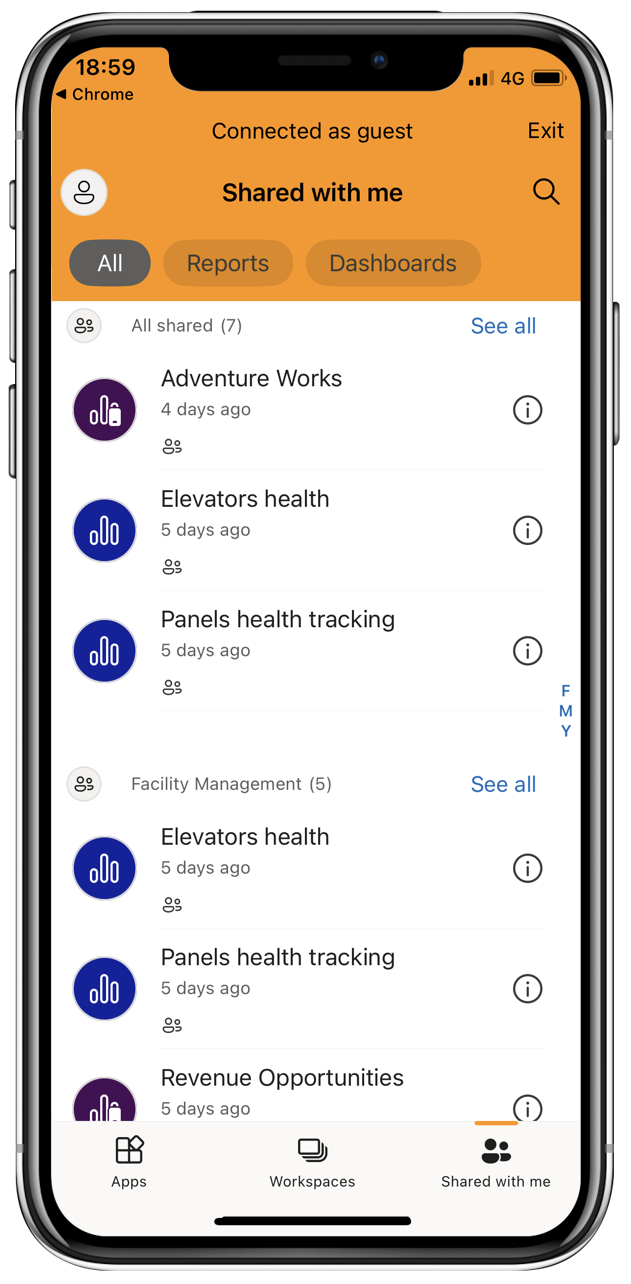 18:59
4G
◀ Chrome
Connected as guest
Exit
Shared with me
All
Reports
Dashboards
All shared (7)
See all
Adventure Works
4 days ago
Elevators health
5 days ago
Panels health tracking
5 days ago
F
M
Y
Facility Management (5)
See all
Elevators health
5 days ago
Panels health tracking
5 days ago
Revenue Opportunities
5 days ago
Apps
Workspaces
Shared with me